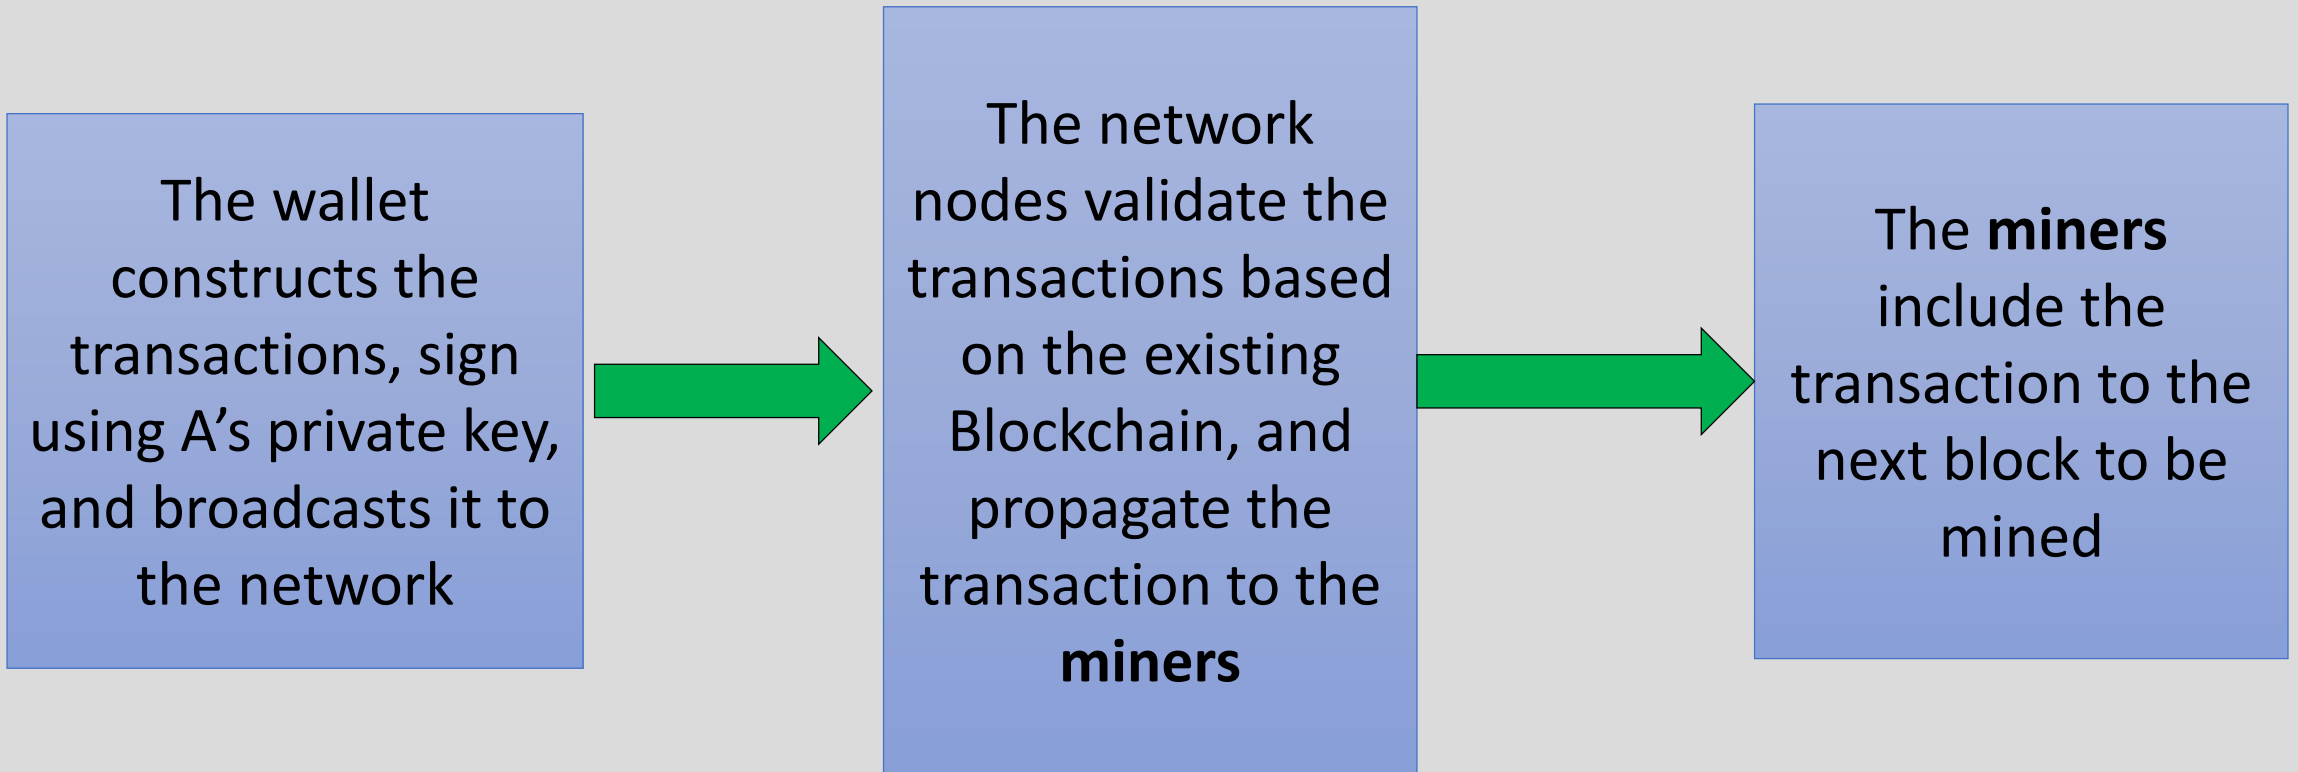 The wallet
constructs the
transactions, sign
using A’s private key,
and broadcasts it to
the network
The network
nodes validate the
transactions based
on the existing
Blockchain, and
propagate the
transaction to the
miners
The miners
include the
transaction to the
next block to be
mined